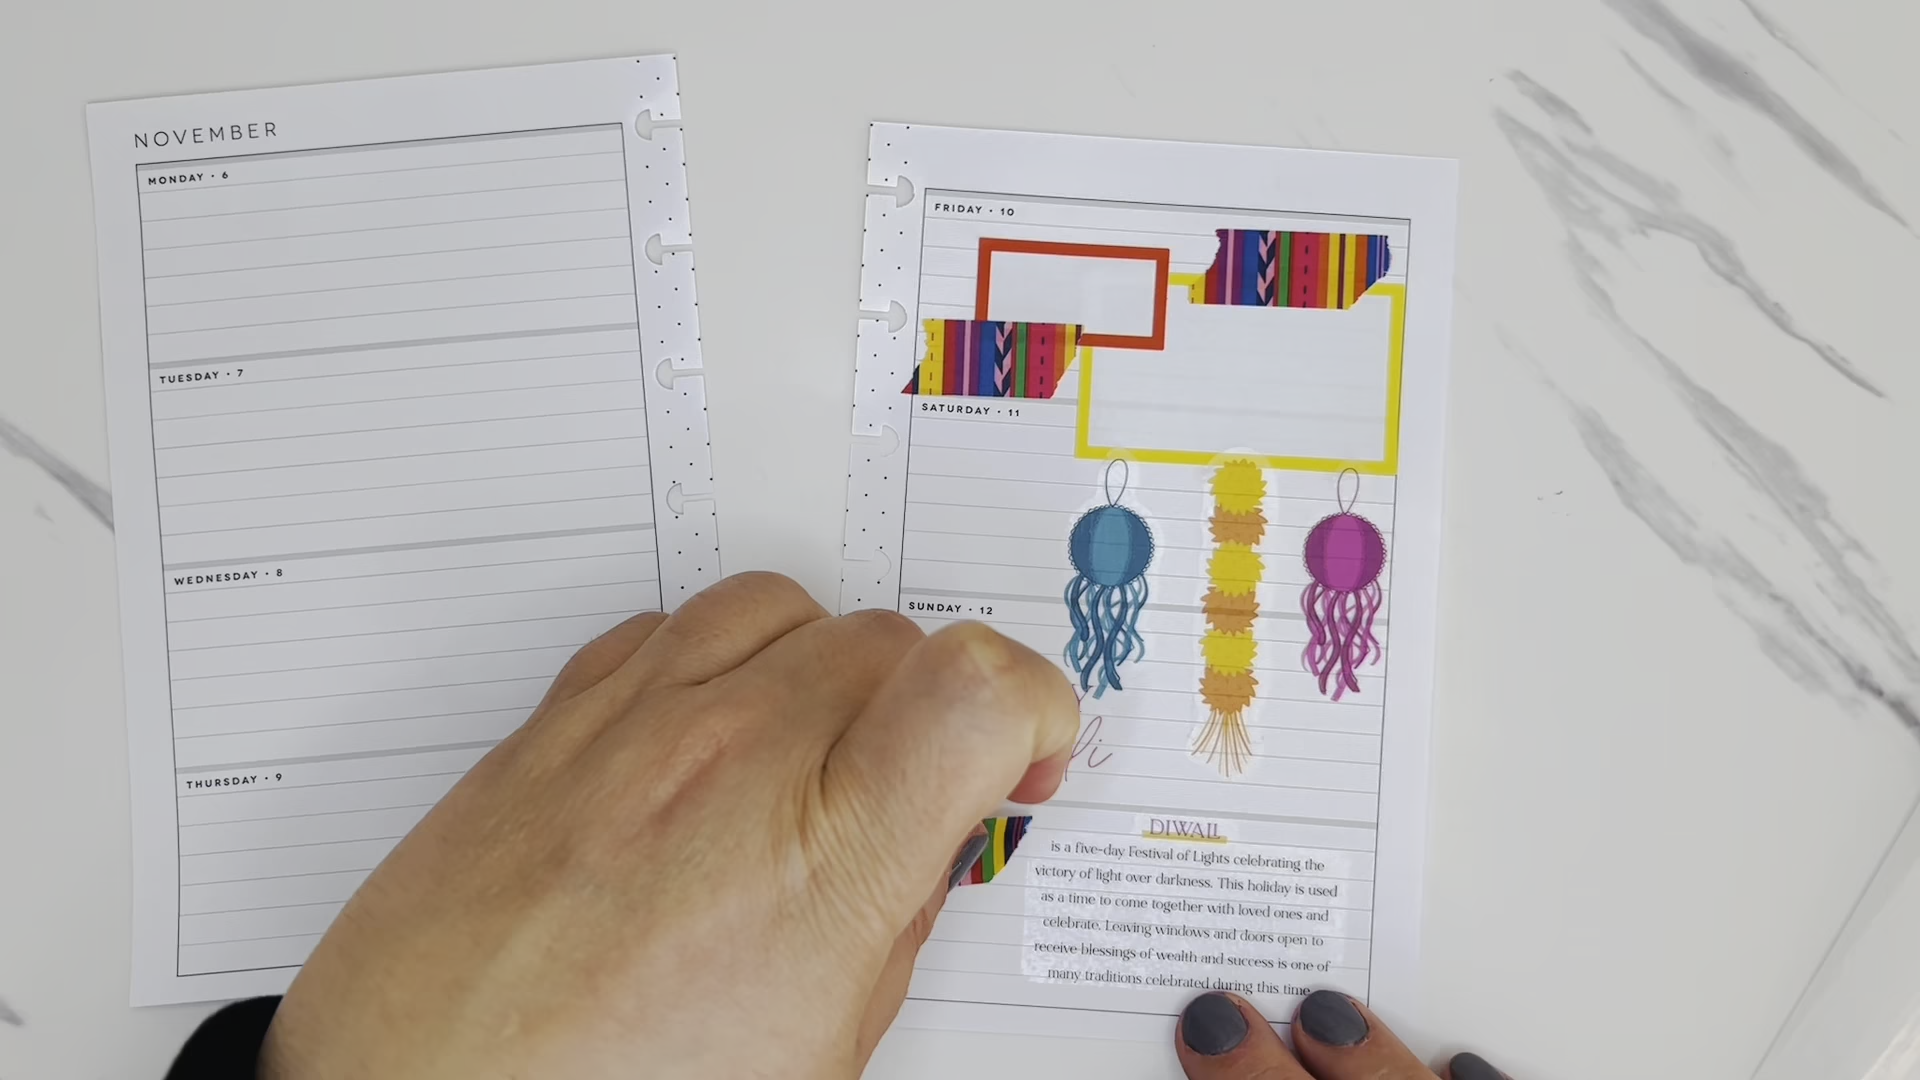 NOVEMBER
MONDAY • 6
TUESDAY • 7
WEDNESDAY • 8
THURSDAY • 9
FRIDAY • 10
SATURDAY • 11
SUNDAY • 12
DIWALI
is a five-day Festival of Lights celebrating the
victory of light over darkness. This holiday is used
as a time to come together with loved ones and
celebrate. Leaving windows and doors open to
receive blessings of wealth and success is one of
many traditions celebrated during this time.